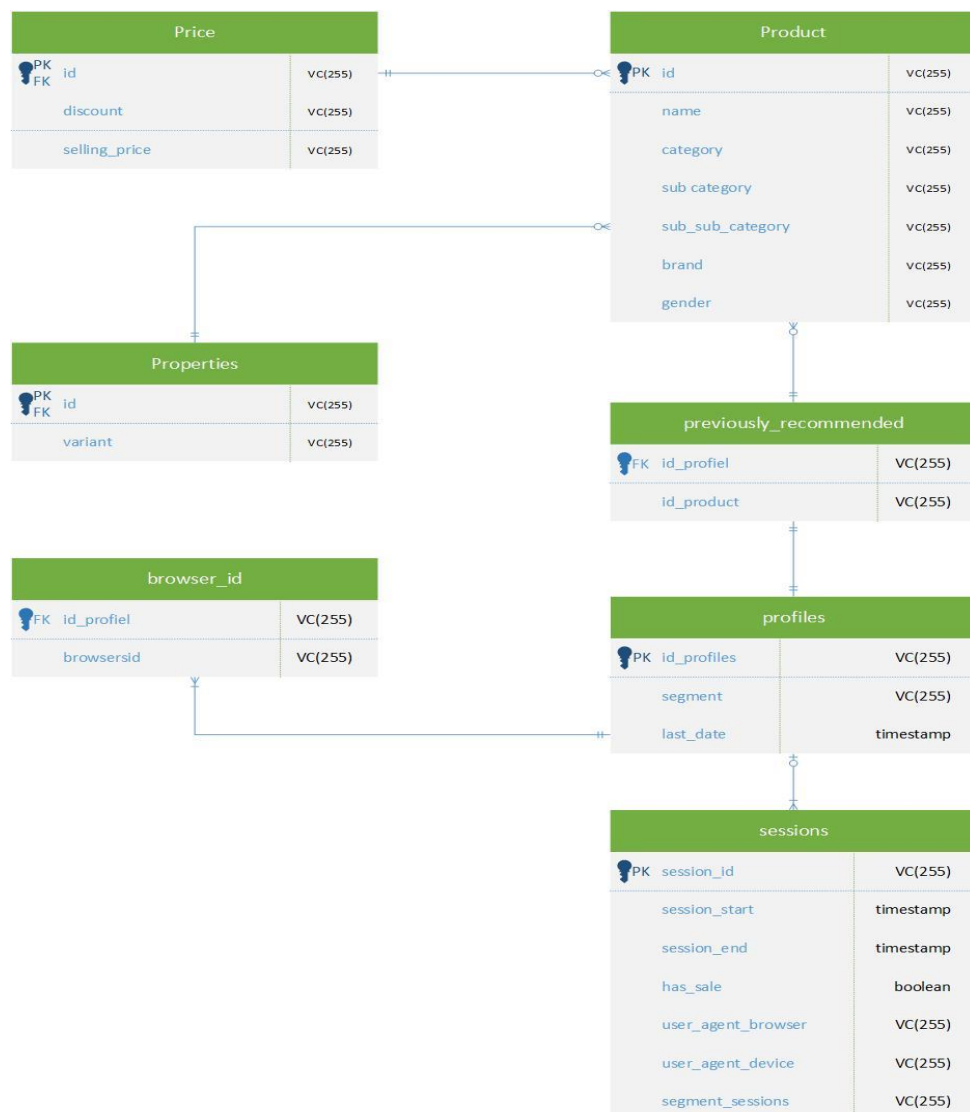 Price
PK
FK id VC(255)
discount VC(255)
selling_price VC(255)
Product
PK id VC(255)
name VC(255)
category VC(255)
sub category VC(255)
sub_sub_category VC(255)
brand VC(255)
gender VC(255)
Properties
PK
FK id VC(255)
variant VC(255)
previously_recommended
FK id_profiel VC(255)
id_product VC(255)
browser_id
FK id_profiel VC(255)
browsersid VC(255)
profiles
PK id_profiles VC(255)
segment VC(255)
last_date timestamp
sessions
PK session_id VC(255)
session_start timestamp
session_end timestamp
has_sale boolean
user_agent_browser VC(255)
user_agent_device VC(255)
segment_sessions VC(255)